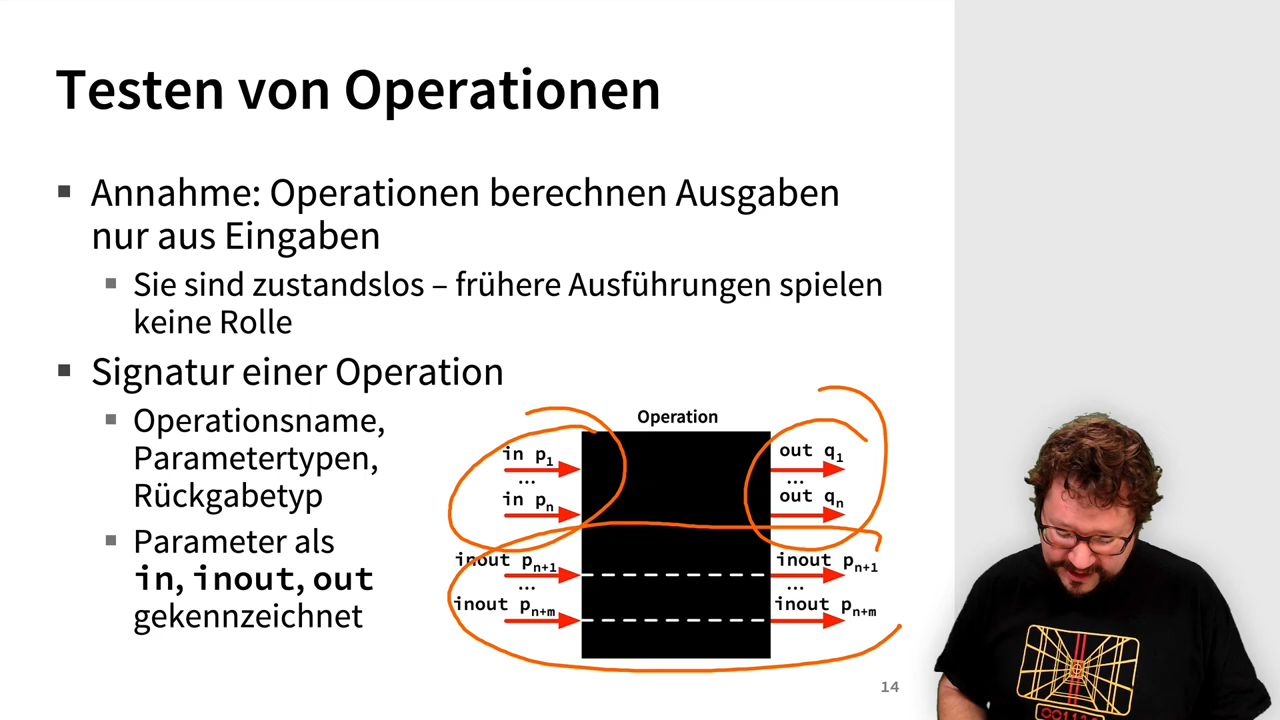 Testen von Operationen
▪ Annahme: Operationen berechnen Ausgaben
nur aus Eingaben
▪ Sie sind zustandslos – frühere Ausführungen spielen
keine Rolle
▪ Signatur einer Operation
▪ Operationsname,
Parametertypen,
Rückgabetyp
▪ Parameter als
in, inout, out
gekennzeichnet
Operation
in p1
...
in pn
inout pn+1
...
inout pn+m
out q1
...
out qn
inout pn+1
...
inout pn+m
14